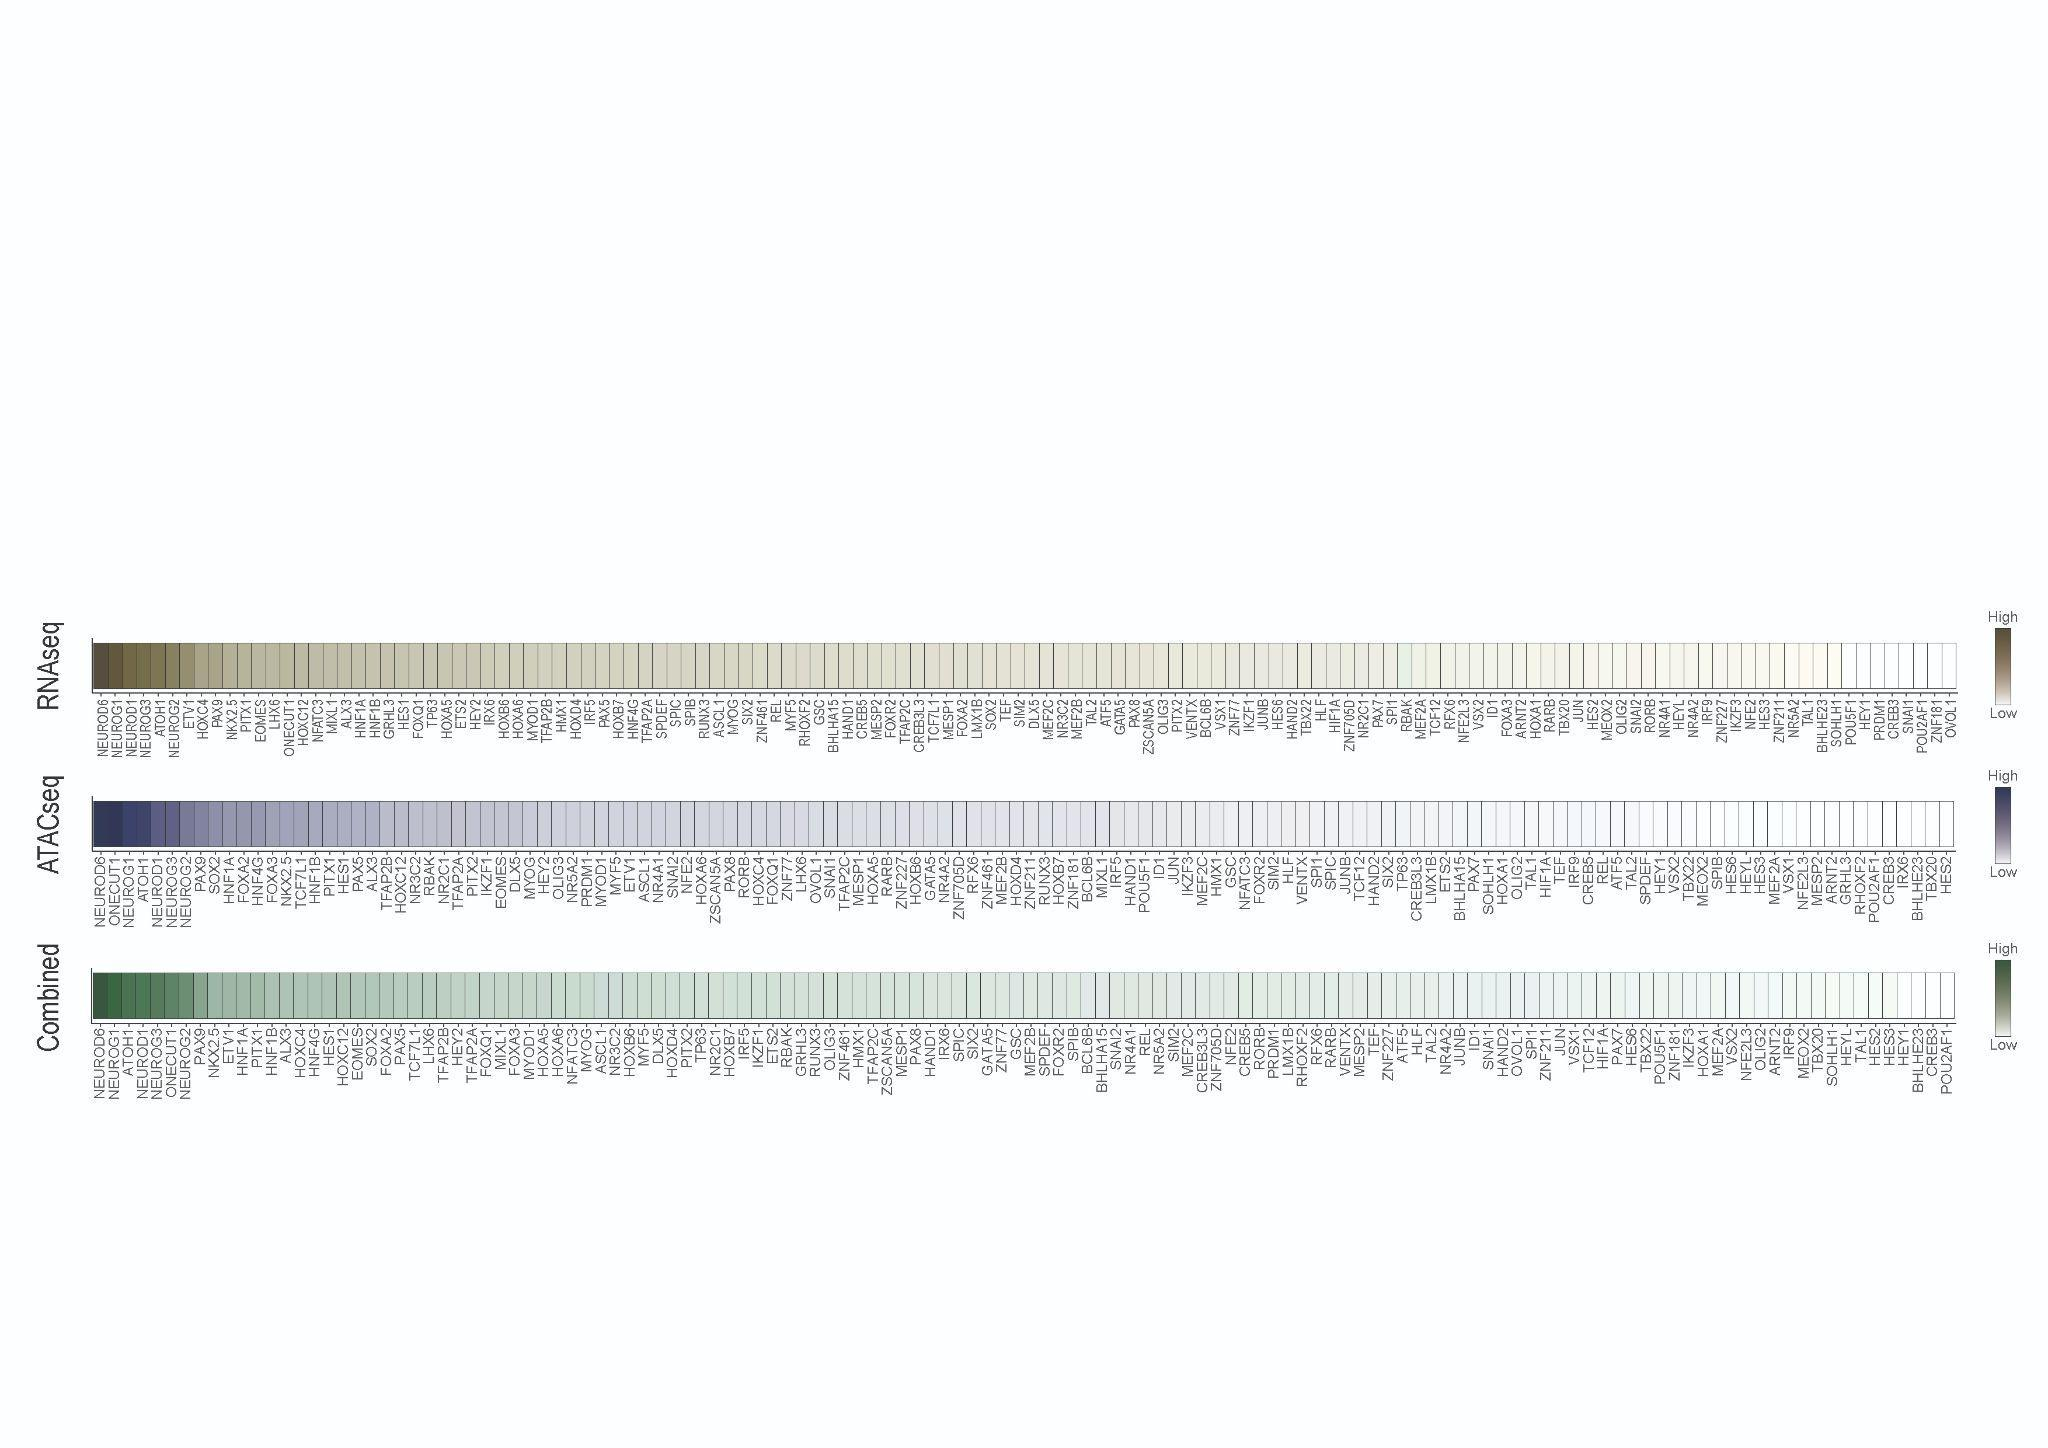 RNAseq
NEUROD6
NEUROG1
NEUROD1
NEUROG3
ATOH1
NEUROG2
ETV1
HOXC4
PAX9
NKX2.5
PITX1
EOMES
LHX6
ONECUT1
HOXC12
NFATC3
MIXL1
ALX3
HNF1A
HNF1B
GRHL3
HES1
FOXQ1
TP63
HOXA5
ETS2
HEY2
IRX6
HOXB6
HOXA6
MYOD1
TFAP2B
HMX1
HOXD4
IRF5
PAX5
HOXB7
HNF4G
TFAP2A
SPDEF
SPIC
SPIB
RUNX3
ASCL1
MYOG
SIX2
ZNF461
REL
MYF5
RHOXF2
GSC
BHLHA15
HAND1
CREB5
MESP2
FOXR2
TFAP2C
CREB3L3
TCF7L1
MESP1
FOXA2
LMX1B
SOX2
TEF
SIM2
DLX5
MEF2C
NR3C2
MEF2B
TAL2
ATF5
GATA5
PAX8
ZSCAN5A
OLIG3
PITX2
VENTX
BCL6B
VSX1
ZNF77
IKZF1
JUNB
HES6
HAND2
TBX22
HLF
HIF1A
ZNF705D
NR2C1
PAX7
SPI1
RBAK
MEF2A
TCF12
RFX6
NFE2L3
VSX2
ID1
FOXA3
ARNT2
HOXA1
RARB
TBX20
JUN
HES2
MEOX2
OLIG2
SNAI2
RORB
NR4A1
HEYL
NR4A2
IRF9
ZNF227
IKZF3
NFE2
HES3
ZNF211
NR5A2
TAL1
BHLHE23
SOHLH1
POU5F1
HEY1
PRDM1
CREB3
SNAI1
POU2AF1
ZNF181
OVOL1
High
Low
ATACseq
NEUROD6
ONECUT1
NEUROG1
ATOH1
NEUROD1
NEUROG3
NEUROG2
PAX9
SOX2
HNF1A
FOXA2
HNF4G
FOXA3
NKX2.5
TCF7L1
HNF1B
PITX1
HES1
PAX5
ALX3
TFAP2B
HOXC12
NR3C2
RBAK
NR2C1
TFAP2A
PITX2
IKZF1
EOMES
DLX5
MYOG
HEY2
OLIG3
NR5A2
PRDM1
MYOD1
MYF5
ETV1
ASCL1
NR4A1
SNAI2
NFE2
HOXA6
ZSCAN5A
PAX8
RORB
HOXC4
FOXQ1
ZNF77
LHX6
OVOL1
SNAI1
TFAP2C
MESP1
HOXA5
RARB
ZNF227
HOXB6
GATA5
NR4A2
ZNF705D
RFX6
ZNF461
MEF2B
HOXD4
ZNF211
RUNX3
HOXB7
ZNF181
BCL6B
MIXL1
IRF5
HAND1
POU5F1
ID1
JUN
IKZF3
MEF2C
HMX1
GSC
NFATC3
FOXR2
SIM2
HLF
VENTX
SPI1
SPIC
JUNB
TCF12
HAND2
SIX2
TP63
CREB3L3
LMX1B
ETS2
BHLHA15
PAX7
SOHLH1
HOXA1
OLIG2
TAL1
HIF1A
TEF
IRF9
CREB5
REL
ATF5
TAL2
SPDEF
HEY1
VSX2
TBX22
MEOX2
SPIB
HES6
HEYL
HES3
MEF2A
VSX1
NFE2L3
MESP2
ARNT2
GRHL3
RHOXF2
POU2AF1
CREB3
IRX6
BHLHE23
TBX20
HES2
High
Low
Combined
NEUROD6
NEUROG1
ATOH1
NEUROD1
NEUROG3
ONECUT1
NEUROG2
PAX9
NKX2.5
ETV1
HNF1A
PITX1
HNF1B
ALX3
HOXC4
HNF4G
HES1
HOXC12
EOMES
SOX2
FOXA2
PAX5
TCF7L1
LHX6
TFAP2B
HEY2
TFAP2A
FOXQ1
MIXL1
FOXA3
MYOD1
HOXA5
HOXA6
NFATC3
MYOG
ASCL1
NR3C2
HOXB6
MYF5
DLX5
HOXD4
PITX2
TP63
NR2C1
HOXB7
IRF5
IKZF1
ETS2
RBAK
GRHL3
RUNX3
OLIG3
ZNF461
HMX1
TFAP2C
ZSCAN5A
MESP1
PAX8
HAND1
IRX6
SPIC
SIX2
GATA5
ZNF77
GSC
MEF2B
SPDEF
FOXR2
SPIB
BCL6B
BHLHA15
SNAI2
NR4A1
REL
NR5A2
SIM2
MEF2C
CREB3L3
ZNF705D
NFE2
CREB5
RORB
PRDM1
LMX1B
RHOXF2
RFX6
RARB
VENTX
MESP2
TEF
ZNF227
ATF5
HLF
TAL2
NR4A2
JUNB
ID1
SNAI1
HAND2
OVOL1
SPI1
ZNF211
JUN
VSX1
TCF12
HIF1A
PAX7
HES6
TBX22
POU5F1
ZNF181
IKZF3
HOXA1
MEF2A
VSX2
NFE2L3
OLIG2
ARNT2
IRF9
MEOX2
TBX20
SOHLH1
HEYL
TAL1
HES2
HES3
HEY1
BHLHE23
CREB3
POU2AF1
High
Low